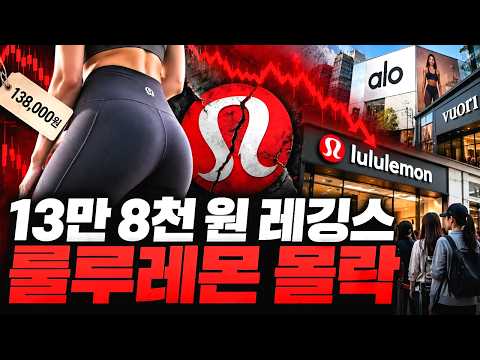 138,000원
alo
vuori
lululemon
13만 8천 원 레깅스
룰루레몬 몰락